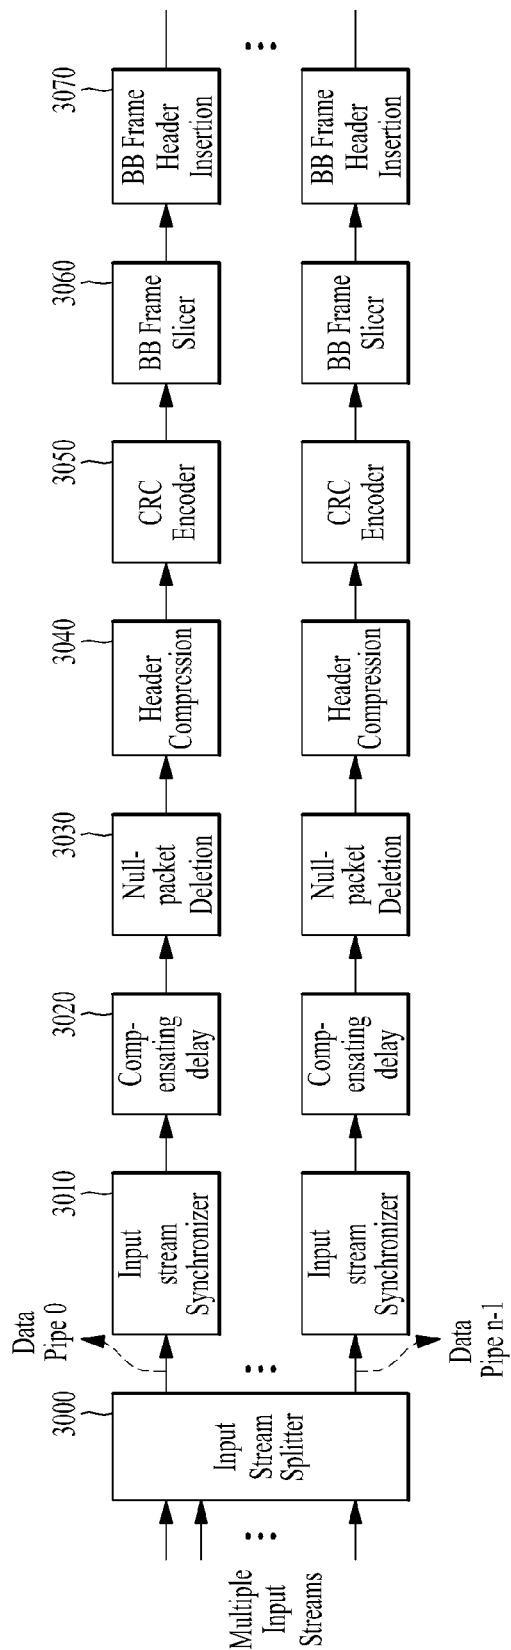 Multiple
Input
Streams
3000
Input
Stream
Splitter
Data
Pipe 0
Data
Pipe n-1
3010
Input
stream
Synchronizer
3020
Comp-
ensating
delay
3030
Null-
packet
Deletion
3040
Header
Compression
3050
CRC
Encoder
3060
BB Frame
Slicer
3070
BB Frame
Header
Insertion
Input
stream
Synchronizer
Comp-
ensating
delay
Null-
packet
Deletion
Header
Compression
CRC
Encoder
BB Frame
Sliccr
BB Frame
Header
Insertion